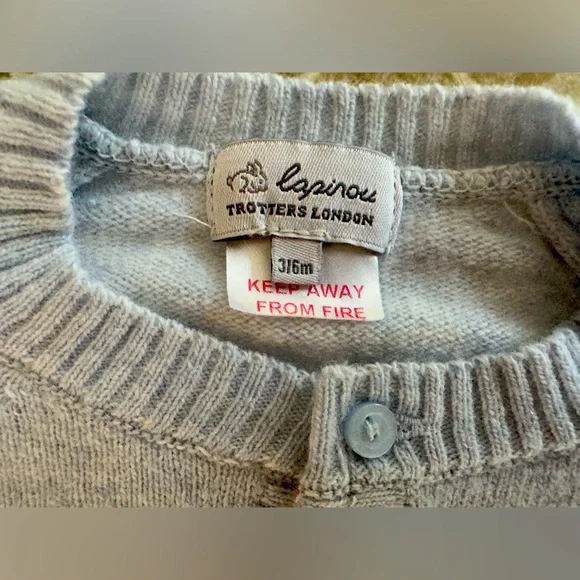 lapinou
TROTTERS LONDON
3/6m
KEEP AWAY
FROM FIRE